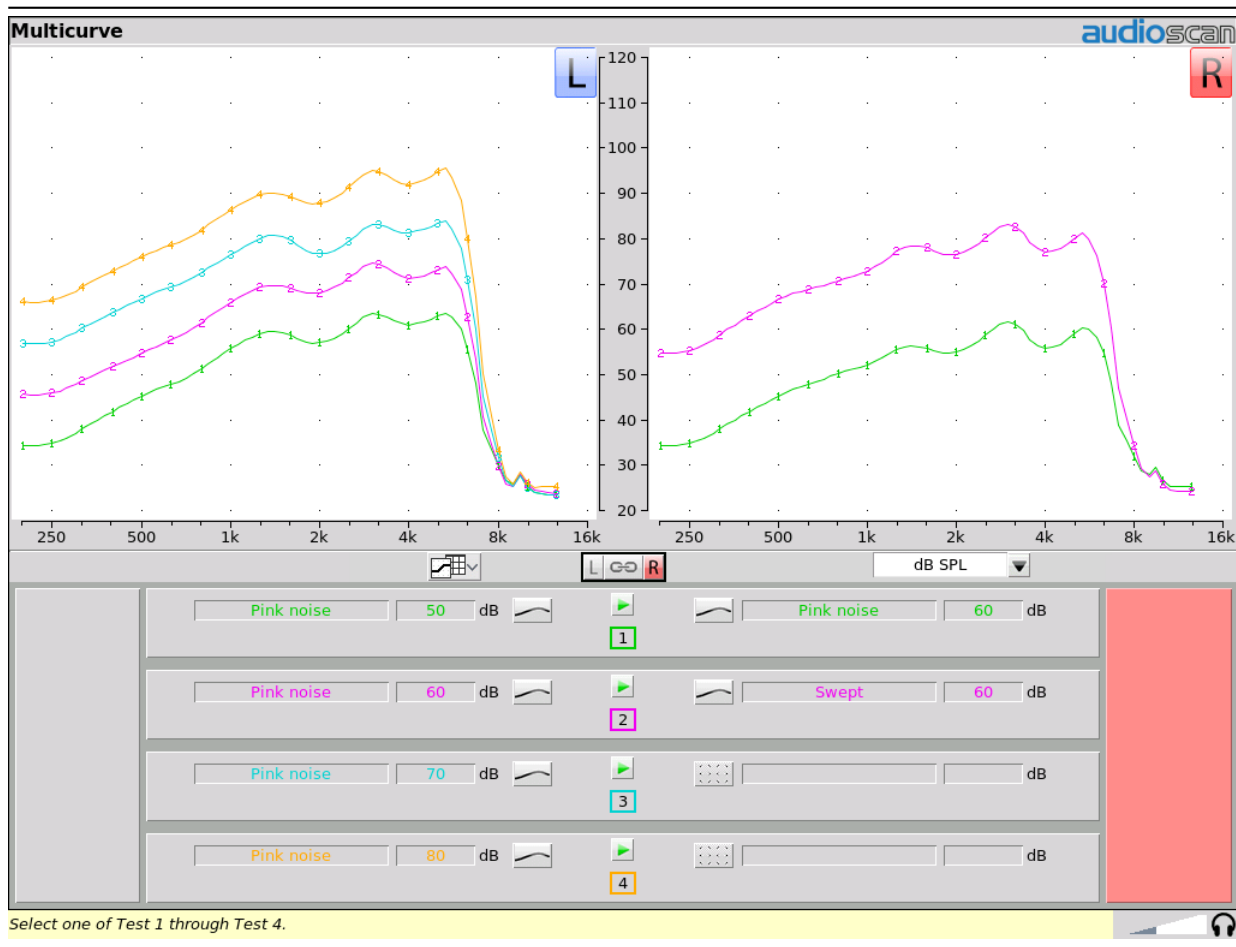 Multicurve
audioscan
L
R
120
110
100
90
80
70
60
50
40
30
20
250 500 1k 2k 4k 8k 16k
250 500 1k 2k 4k 8k 16k
L R
dB SPL
Pink noise 50 dB
1
Pink noise 60 dB
Pink noise 60 dB
2
Swept 60 dB
Pink noise 70 dB
3
dB
Pink noise 80 dB
4
dB
Select one of Test 1 through Test 4.